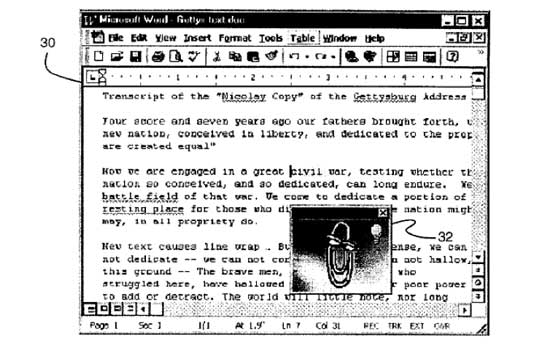 Microsoft Word - Gettys text.doc
File Edit View Insert Format Tools Table Window Help
30
1 2 3 4
Transcript of the "Nicolay Copy" of the Gettysburg Address
Four score and seven years ago our fathers brought forth,
new nation, conceived in liberty, and dedicated to the prop
are created equal"
Now we are engaged in a great civil war, testing whether th
nation so conceived, and so dedicated, can long endure. We
battle field of that war. We come to dedicate a portion of
resting place for those who di e nation migh
may, in all propriety do.
New text causes line wrap . Bu ense, we can
not dedicate -- we can not con n not hallow,
this ground -- The brave men, who
struggled here, have hallowed r poor power
to add or detract. The world will little note, nor long
32
Page 1 Sec 1 1/1 At 1.9" Ln 7 Col 31 REC TRK EXT OVR